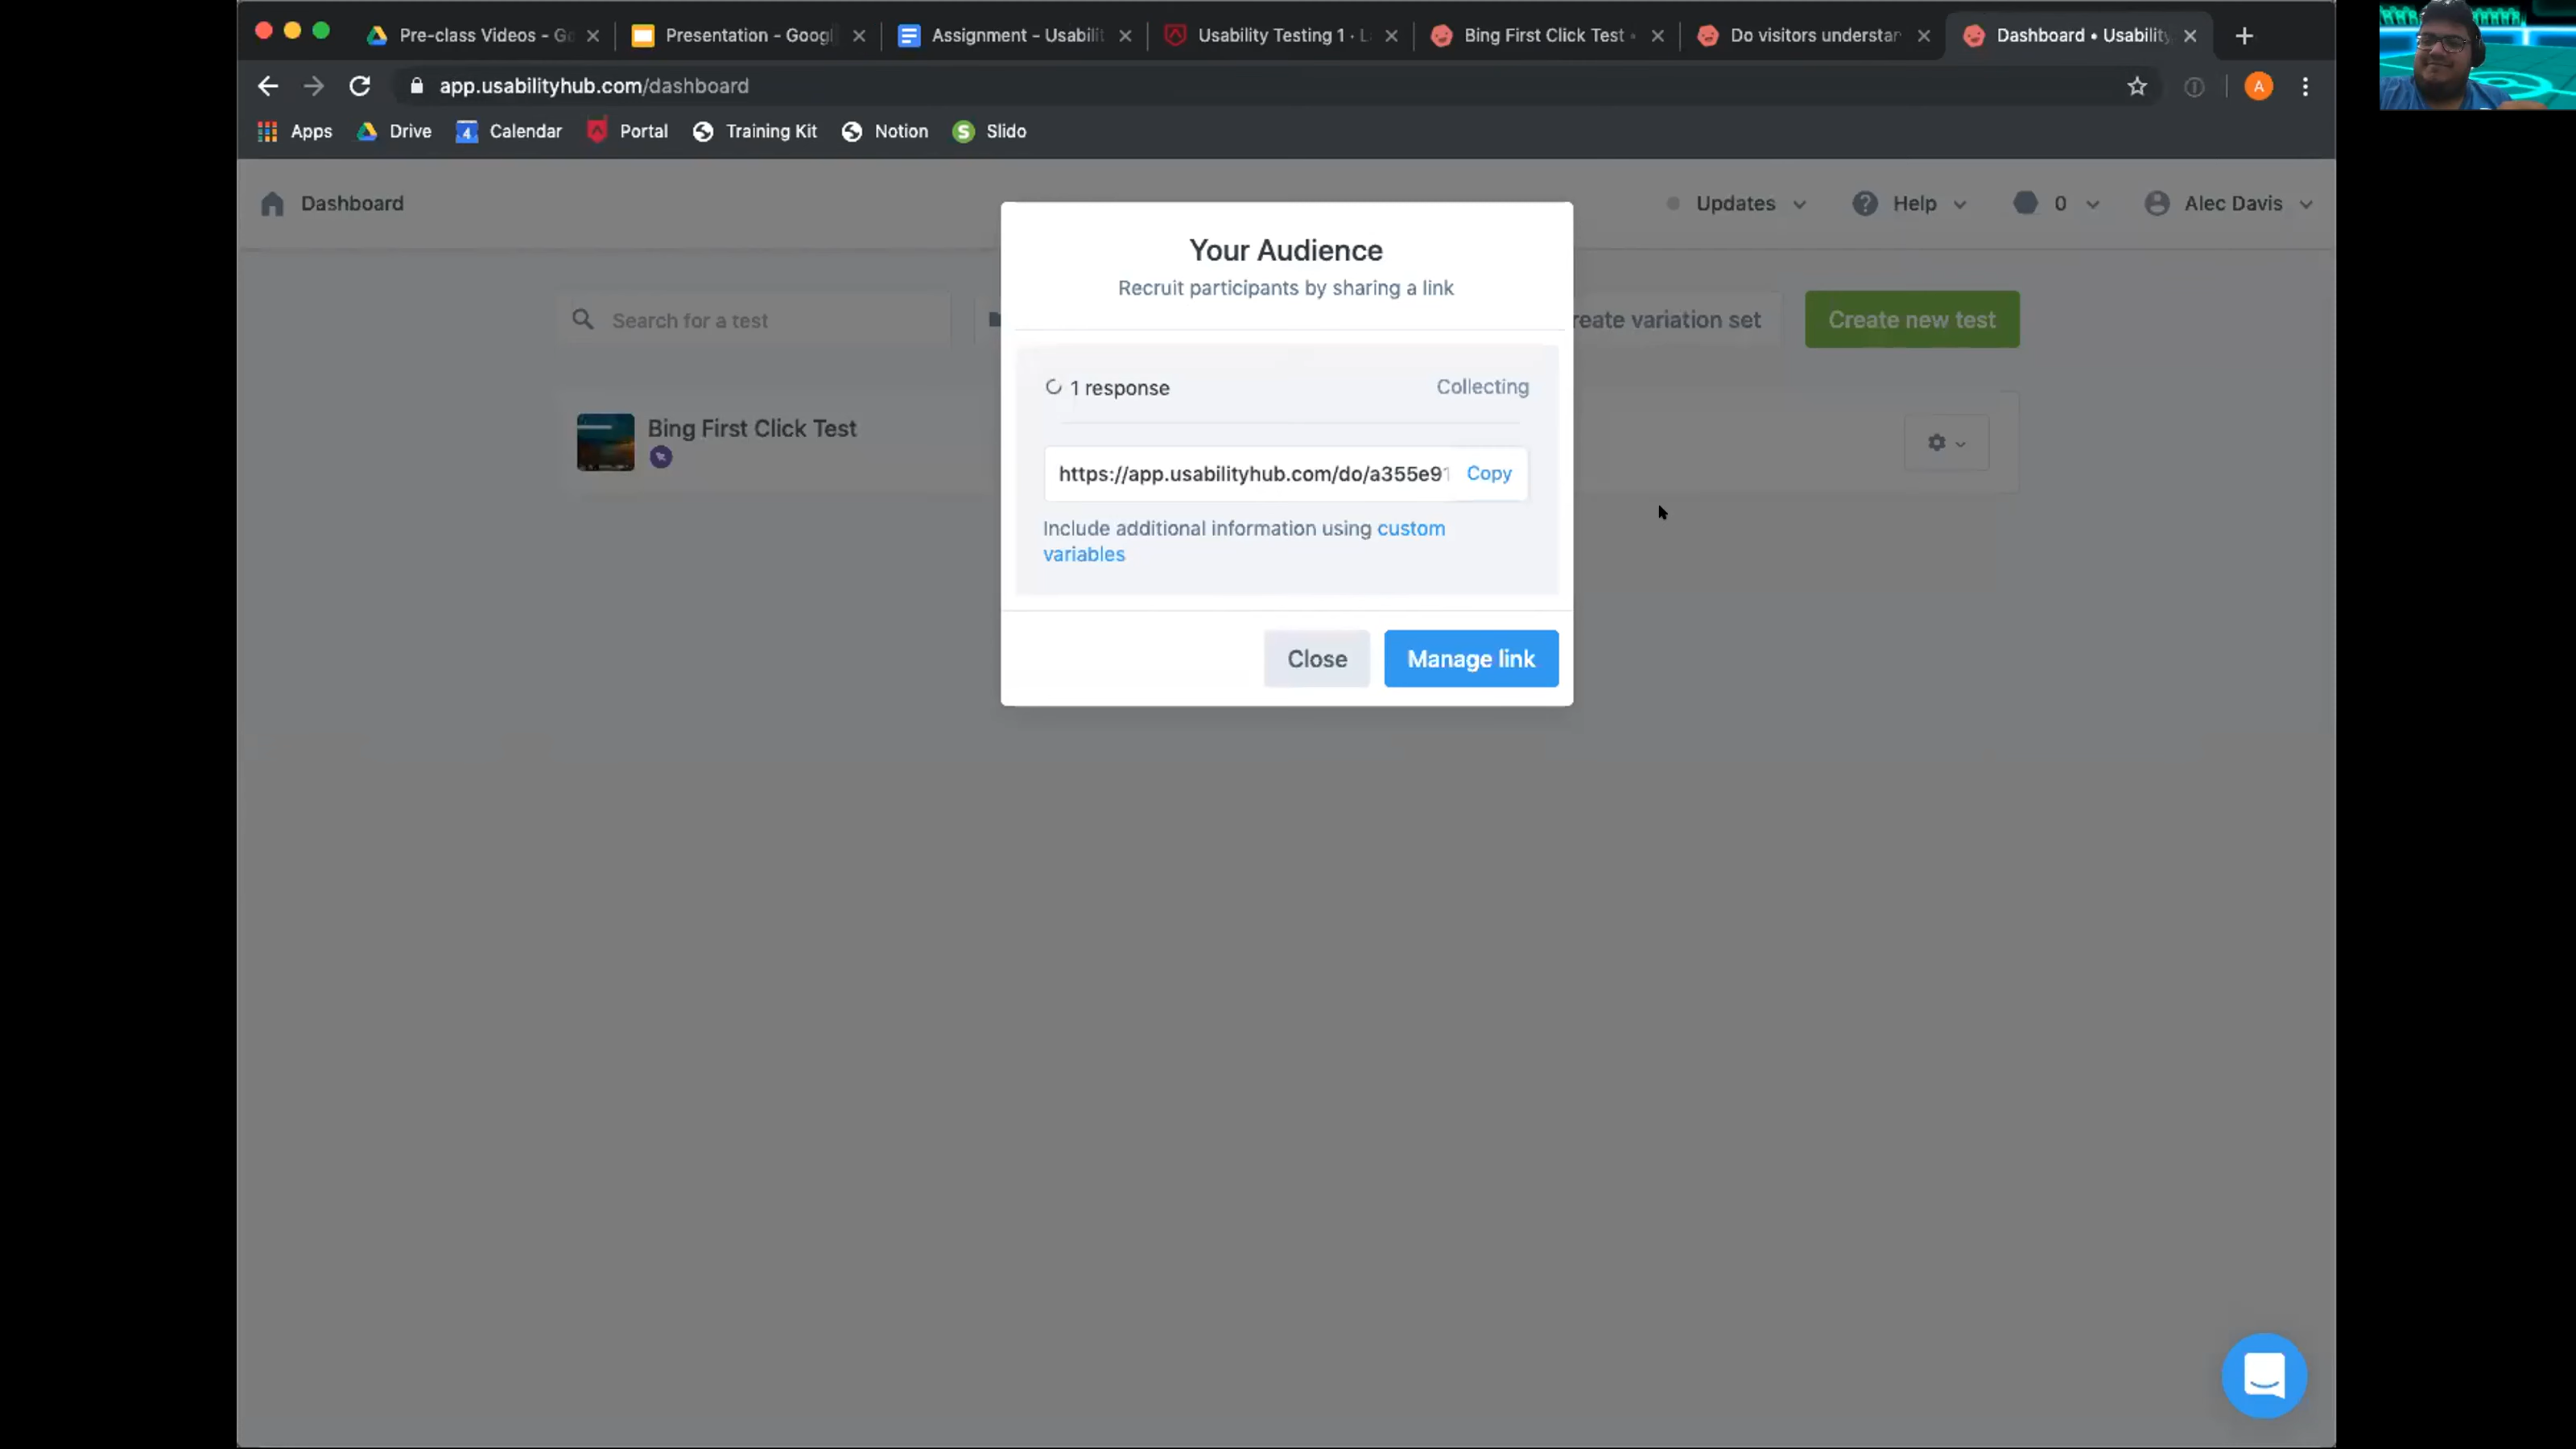 Pre-class Videos - Go
Presentation - Googl
Assignment - Usabilit
Usability Testing 1 · L
Bing First Click Test •
Do visitors understan
Dashboard • Usability
app.usabilityhub.com/dashboard
A
Apps
Drive
4
Calendar
Portal
Training Kit
Notion
S
Slido
Dashboard
Updates
? Help
0
Alec Davis
Your Audience
Recruit participants by sharing a link
Search for a test
reate variation set
Create new test
1 response
Collecting
Bing First Click Test
https://app.usabilityhub.com/do/a355e91
Copy
Include additional information using custom
variables
Close
Manage link